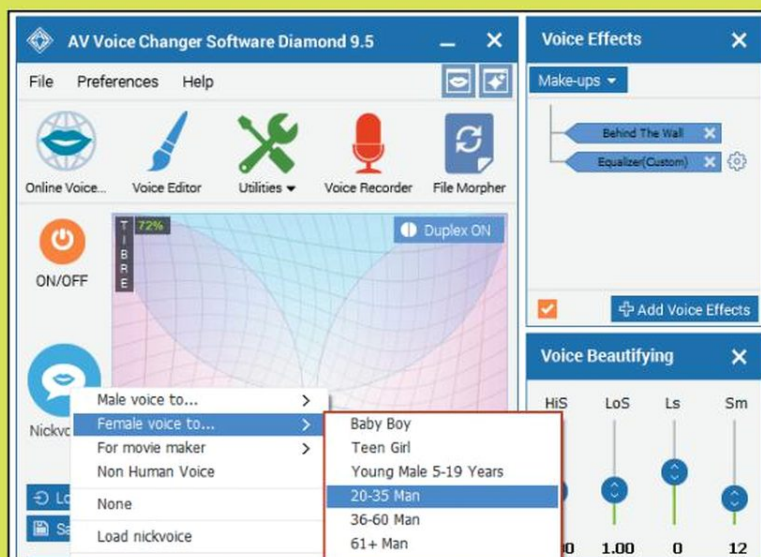 AV Voice Changer Software Diamond 9.5
File Preferences Help
Online Voice... Voice Editor Utilities Voice Recorder File Morpher
ON/OFF
TIBRE
72%
Duplex ON
Male voice to...
Female voice to...
For movie maker
Non Human Voice
None
Load nickvoice
Baby Boy
Teen Girl
Young Male 5-19 Years
20-35 Man
36-60 Man
61+ Man
Voice Effects
Make-ups
Behind The Wall
Equalizer(Custom)
Add Voice Effects
Voice Beautifying
HiS LoS Ls Sm
1.00 0 12